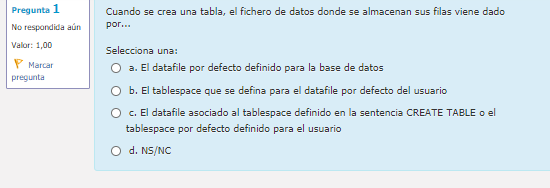 Pregunta 1
No respondida aún
Valor: 1,00
Marcar
pregunta
Cuando se crea una tabla, el fichero de datos donde se almacenan sus filas viene dado
por...
Selecciona una:
a. El datafile por defecto definido para la base de datos
b. El tablespace que se defina para el datafile por defecto del usuario
c. El datafile asociado al tablespace definido en la sentencia CREATE TABLE o el
tablespace por defecto definido para el usuario
d. NS/NC